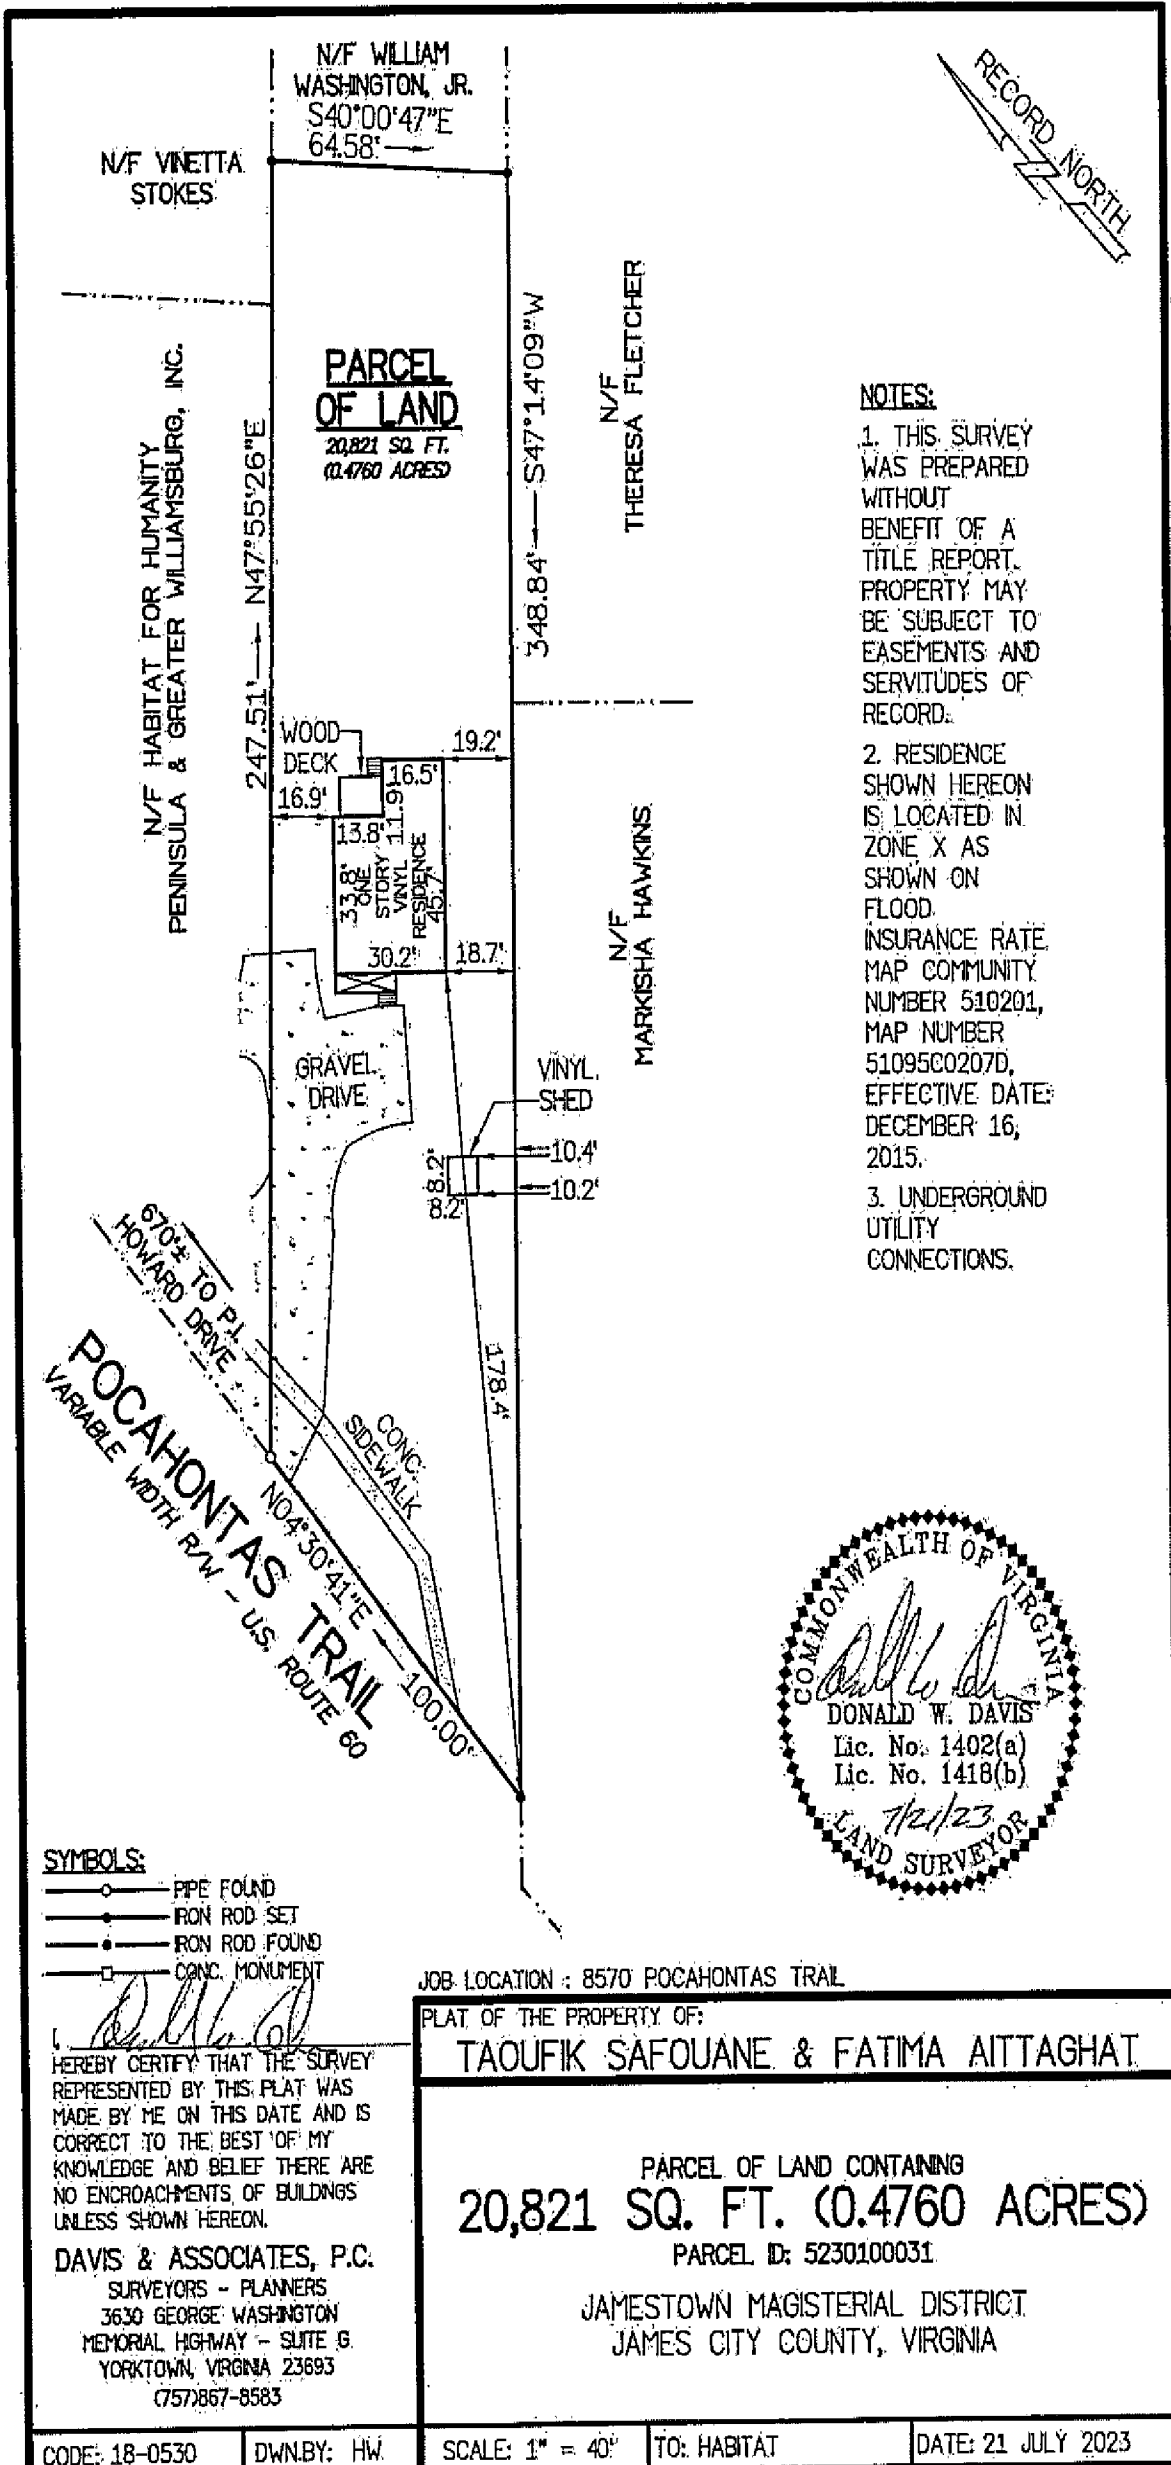 N/F WILLIAM
WASHINGTON, JR.
S40°00'47"E
64.58'
N/F VINETTA
STOKES
RECORD NORTH
PARCEL
OF LAND
20,821 SQ. FT.
(0.4760 ACRES)
N/F HABITAT FOR HUMANITY
PENINSULA & GREATER WILLIAMSBURG, INC.
247.51' N47°55'26"E
348.84' S47°14'09"W
N/F
THERESA FLETCHER
N/F
MARKISHA HAWKINS
WOOD
DECK
19.2'
16.5'
16.9'
11.9'
13.8'
33.8'
ONE
STORY
VINYL
RESIDENCE
45.7'
30.2'
18.7'
GRAVEL
DRIVE
VINYL
SHED
10.4'
10.2'
8.2'
8.2'
178.4'
670'± TO P.I.
HOWARD DRIVE
CONC.
SIDEWALK
POCAHONTAS TRAIL
VARIABLE WIDTH R/W - U.S. ROUTE 60
N04°30'41"E 100.00'
NOTES:
1. THIS SURVEY
WAS PREPARED
WITHOUT
BENEFIT OF A
TITLE REPORT.
PROPERTY MAY
BE SUBJECT TO
EASEMENTS AND
SERVITUDES OF
RECORD.
2. RESIDENCE
SHOWN HEREON
IS LOCATED IN
ZONE X AS
SHOWN ON
FLOOD
INSURANCE RATE
MAP COMMUNITY
NUMBER 510201,
MAP NUMBER
51095C0207D,
EFFECTIVE DATE:
DECEMBER 16,
2015.
3. UNDERGROUND
UTILITY
CONNECTIONS.
COMMONWEALTH OF VIRGINIA
DONALD W. DAVIS
Lic. No. 1402(a)
Lic. No. 1418(b)
7/21/23
LAND SURVEYOR
SYMBOLS:
PIPE FOUND
IRON ROD SET
IRON ROD FOUND
CONC. MONUMENT
I,
HEREBY CERTIFY THAT THE SURVEY
REPRESENTED BY THIS PLAT WAS
MADE BY ME ON THIS DATE AND IS
CORRECT TO THE BEST OF MY
KNOWLEDGE AND BELIEF THERE ARE
NO ENCROACHMENTS OF BUILDINGS
UNLESS SHOWN HEREON.
DAVIS & ASSOCIATES, P.C.
SURVEYORS - PLANNERS
3630 GEORGE WASHINGTON
MEMORIAL HIGHWAY - SUITE G
YORKTOWN, VIRGINIA 23693
(757)867-8583
JOB LOCATION : 8570 POCAHONTAS TRAIL
PLAT OF THE PROPERTY OF:
TAOUFIK SAFOUANE & FATIMA AITTAGHAT
PARCEL OF LAND CONTAINING
20,821 SQ. FT. (0.4760 ACRES)
PARCEL ID: 5230100031
JAMESTOWN MAGISTERIAL DISTRICT
JAMES CITY COUNTY, VIRGINIA
CODE: 18-0530
DWN.BY: HW
SCALE: 1" = 40'
TO: HABITAT
DATE: 21 JULY 2023